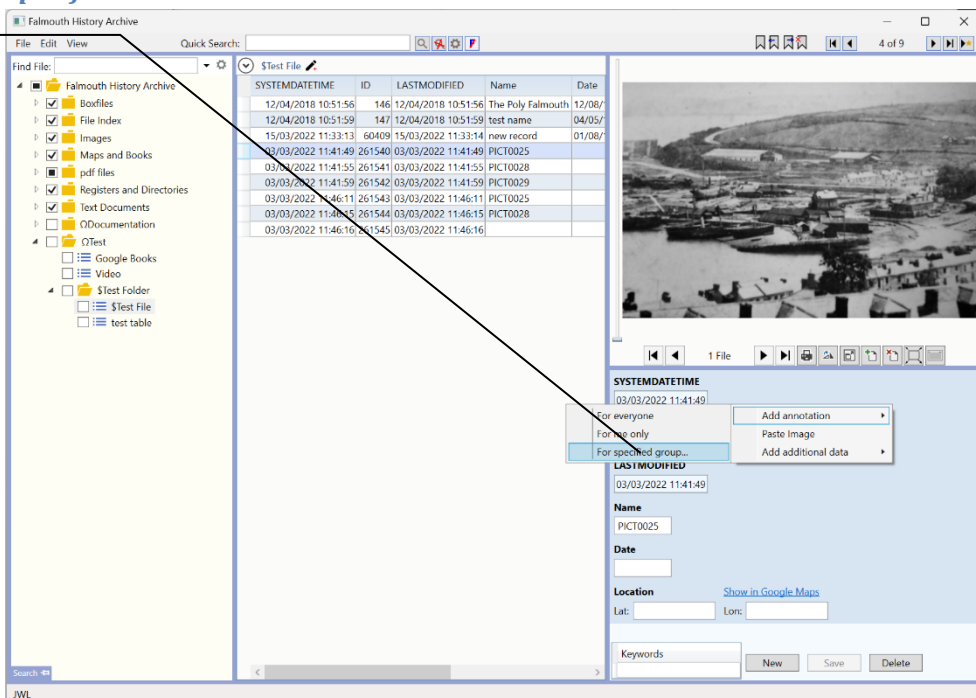 Falmouth History Archive
File Edit View Quick Search: 4 of 9
Find File:
Falmouth History Archive
Boxfiles
File Index
Images
Maps and Books
pdf files
Registers and Directories
Text Documents
ΩDocumentation
ΩTest
Google Books
Video
$Test Folder
$Test File
test table
Search
$Test File
SYSTEMDATETIME ID LASTMODIFIED Name Date
12/04/2018 10:51:56 146 12/04/2018 10:51:56 The Poly Falmouth 12/08/
12/04/2018 10:51:59 147 12/04/2018 10:51:59 test name 04/05/
15/03/2022 11:33:13 60409 15/03/2022 11:33:14 new record 01/08/
03/03/2022 11:41:49 261540 03/03/2022 11:41:49 PICT0025
03/03/2022 11:41:55 261541 03/03/2022 11:41:55 PICT0028
03/03/2022 11:41:59 261542 03/03/2022 11:41:59 PICT0029
03/03/2022 11:46:11 261543 03/03/2022 11:46:11 PICT0025
03/03/2022 11:46:15 261544 03/03/2022 11:46:15 PICT0028
03/03/2022 11:46:16 261545 03/03/2022 11:46:16
1 File
SYSTEMDATETIME
03/03/2022 11:41:49
For everyone
For me only
For specified group...
Add annotation
Paste Image
Add additional data
LASTMODIFIED
03/03/2022 11:41:49
Name
PICT0025
Date
Location Show in Google Maps
Lat: Lon:
Keywords
New Save Delete
JWL